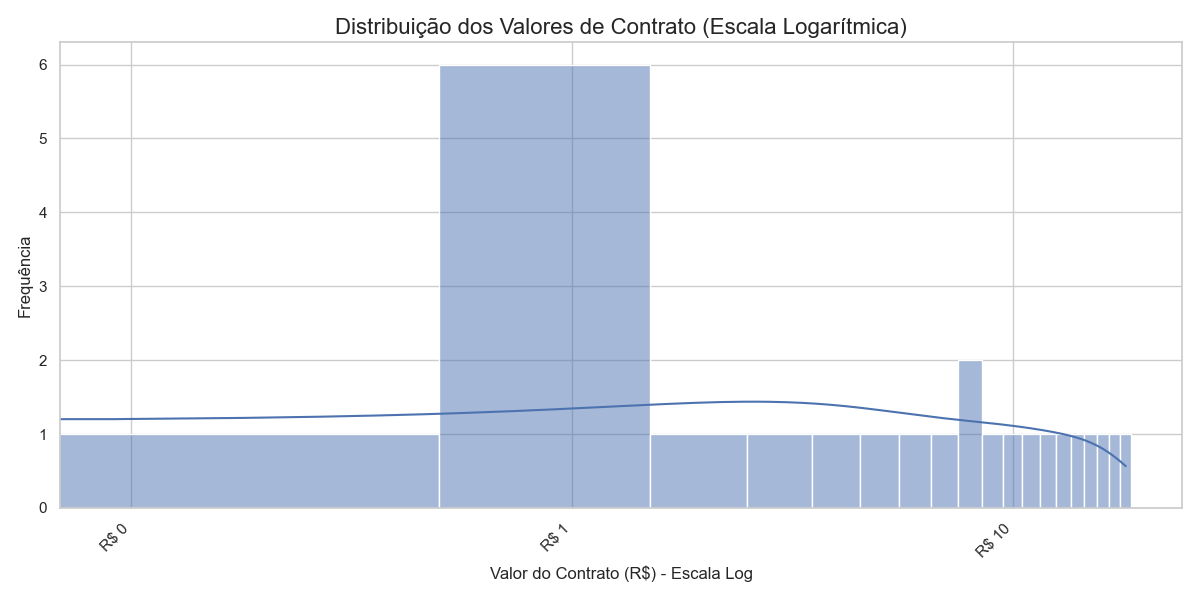 Distribuição dos Valores de Contrato (Escala Logarítmica)
Frequência
6
5
4
3
2
1
0
R$ 0
R$ 1
R$ 10
Valor do Contrato (R$) - Escala Log